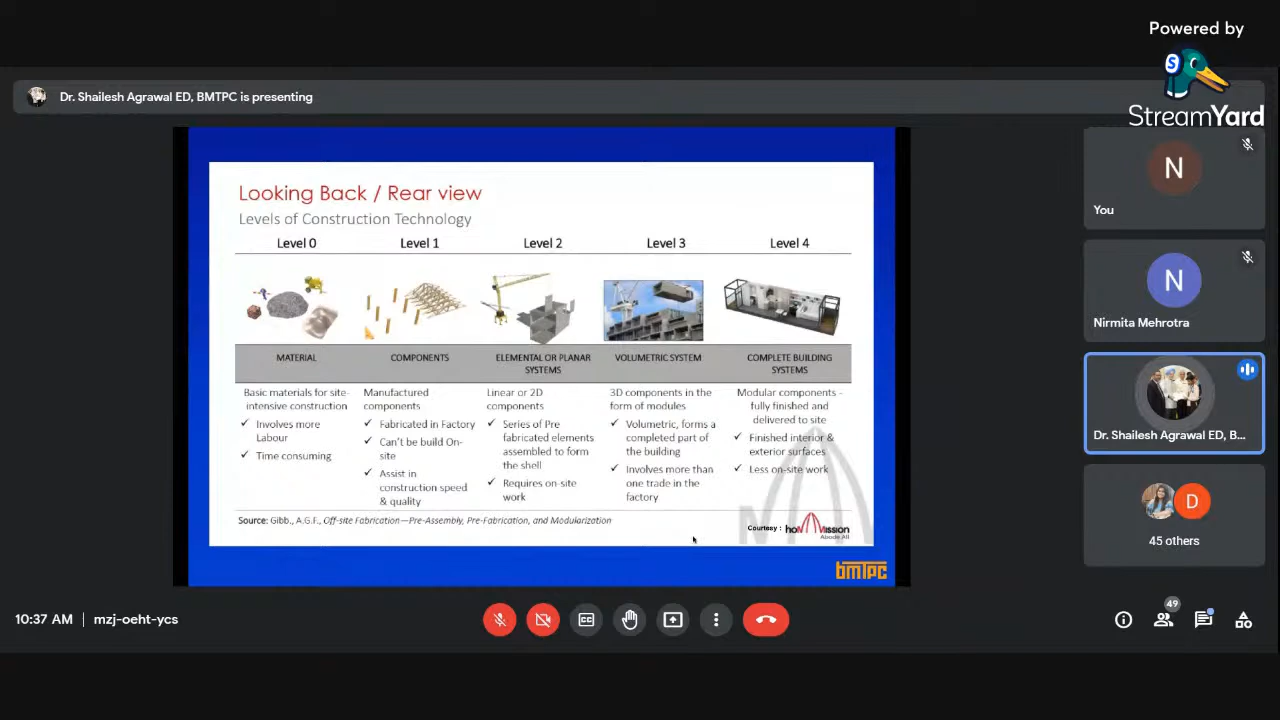 Powered by
StreamYard
Dr. Shailesh Agrawal ED, BMTPC is presenting
Looking Back / Rear view
Levels of Construction Technology
Level 0
Level 1
Level 2
Level 3
Level 4
MATERIAL
COMPONENTS
ELEMENTAL OR PLANAR
SYSTEMS
VOLUMETRIC SYSTEM
COMPLETE BUILDING
SYSTEMS
Basic materials for site-
intensive construction
✓ Involves more
Labour
✓ Time consuming
Manufactured
components
✓ Fabricated in Factory
✓ Can't be build On-
site
✓ Assist in
construction speed
& quality
Linear or 2D
components
✓ Series of Pre
fabricated elements
assembled to form
the shell
✓ Requires on-site
work
3D components in the
form of modules
✓ Volumetric, forms a
completed part of
the building
✓ Involves more than
one trade in the
factory
Modular components -
fully finished and
delivered to site
✓ Finished interior &
exterior surfaces
✓ Less on-site work
Source: Gibb., A.G.F., Off-site Fabrication—Pre-Assembly, Pre-Fabrication, and Modularization
Courtesy :
hoMMission
Abode All
bmtpc
N
You
N
Nirmita Mehrotra
Dr. Shailesh Agrawal ED, B...
D
45 others
10:37 AM | mzj-oeht-ycs
49